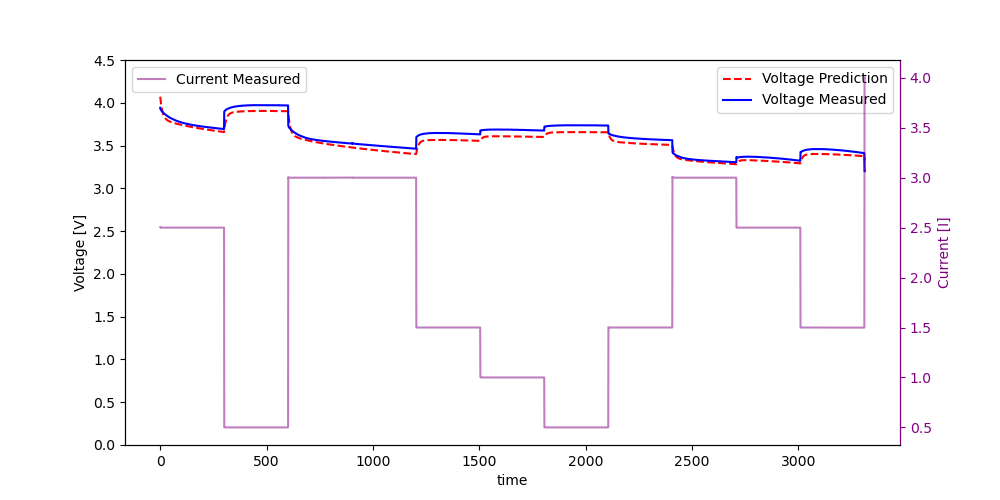 Current Measured
Voltage Prediction
Voltage Measured
Voltage [V]
4.5
4.0
3.5
3.0
2.5
2.0
1.5
1.0
0.5
0.0
4.0
3.5
3.0
2.5
2.0
1.5
1.0
0.5
Current [I]
0 500 1000 1500 2000 2500 3000
time